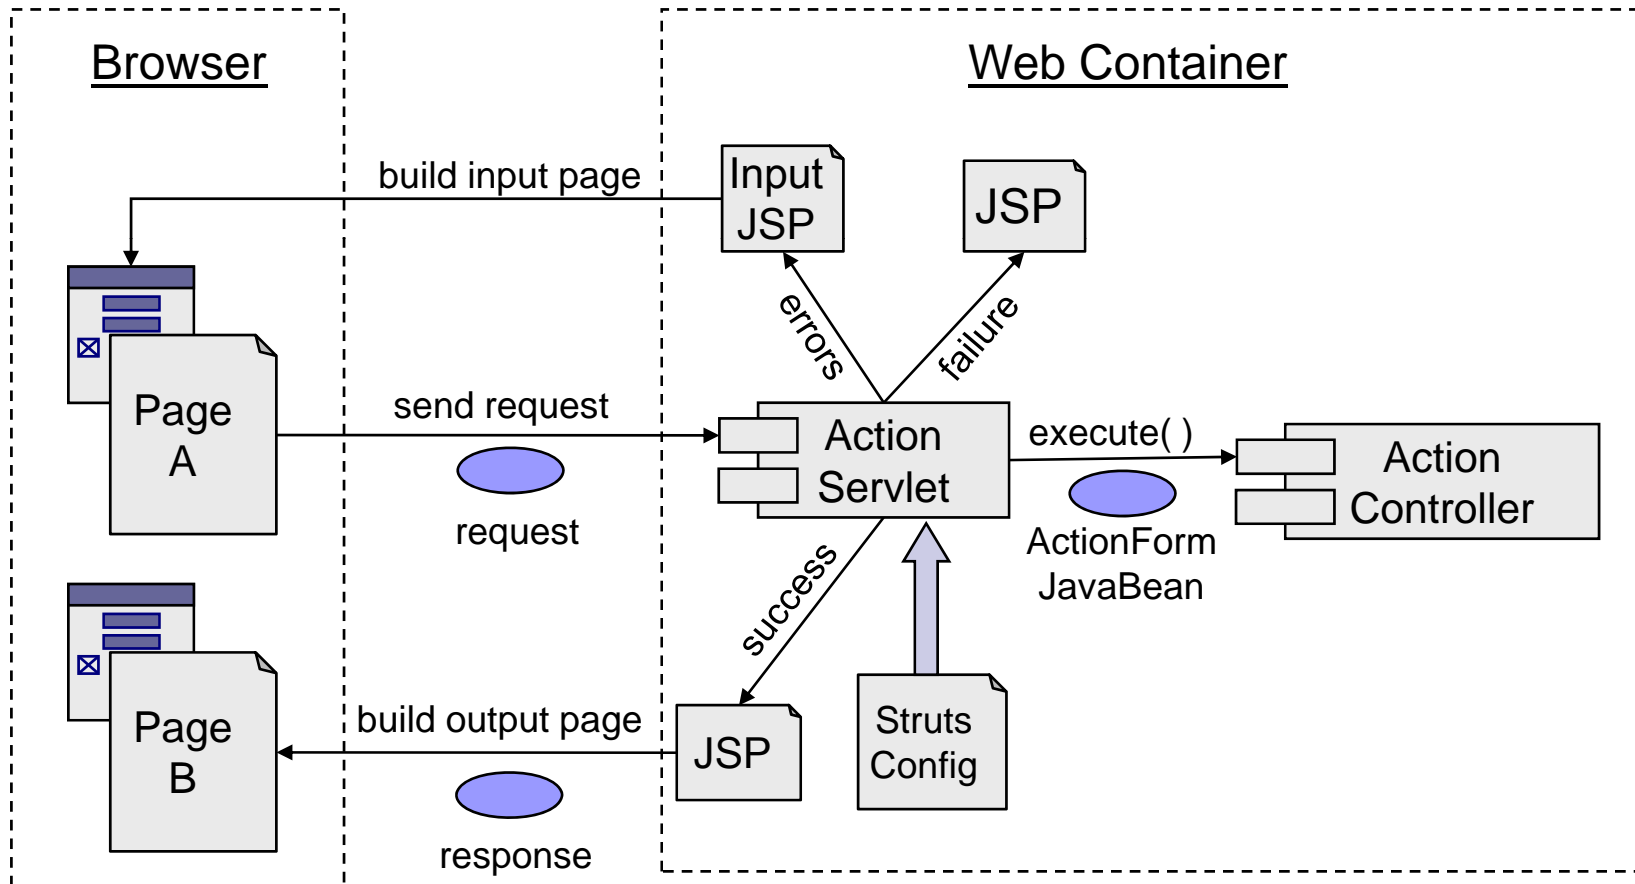 Browser
Web Container
build input page
Input
JSP
JSP
errors
failure
Page
A
send request
request
Action
Servlet
execute( )
ActionForm
JavaBean
Action
Controller
success
Page
B
build output page
response
JSP
Struts
Config